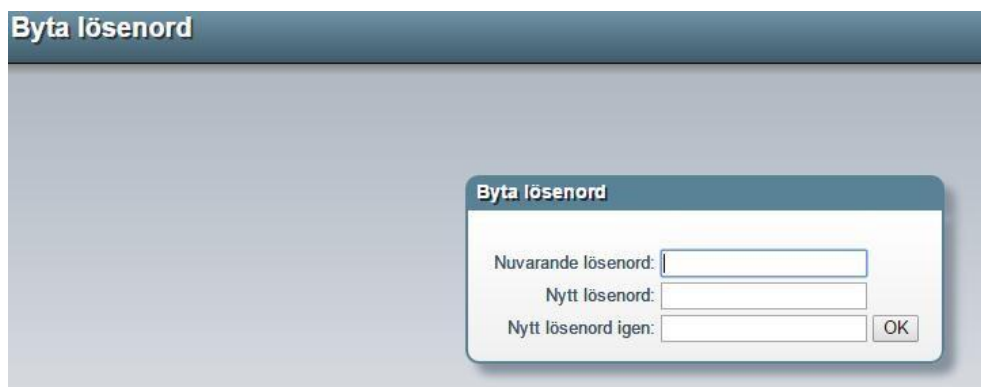 Byta lösenord
Byta lösenord
Nuvarande lösenord:
Nytt lösenord:
Nytt lösenord igen: OK